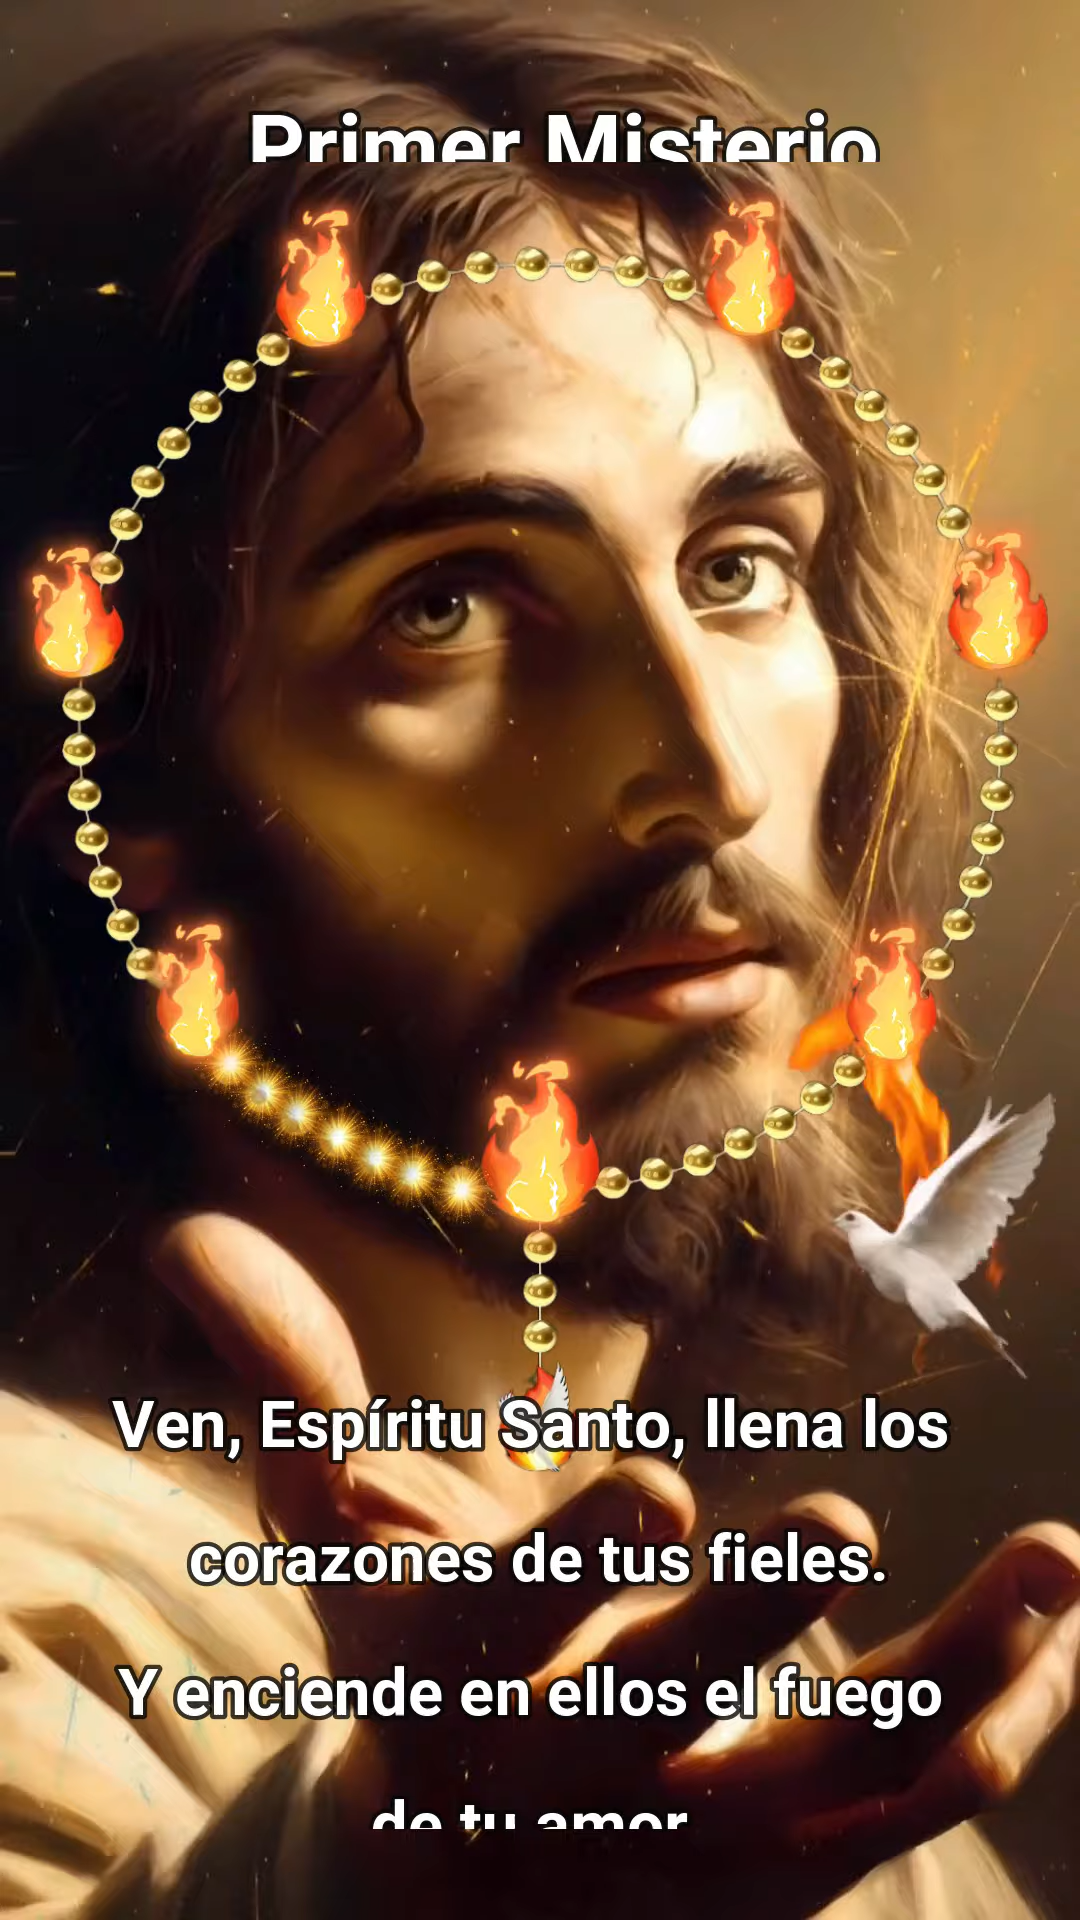 Primer Misterio
Ven, Espíritu Santo, llena los
corazones de tus fieles.
Y enciende en ellos el fuego
de tu amor